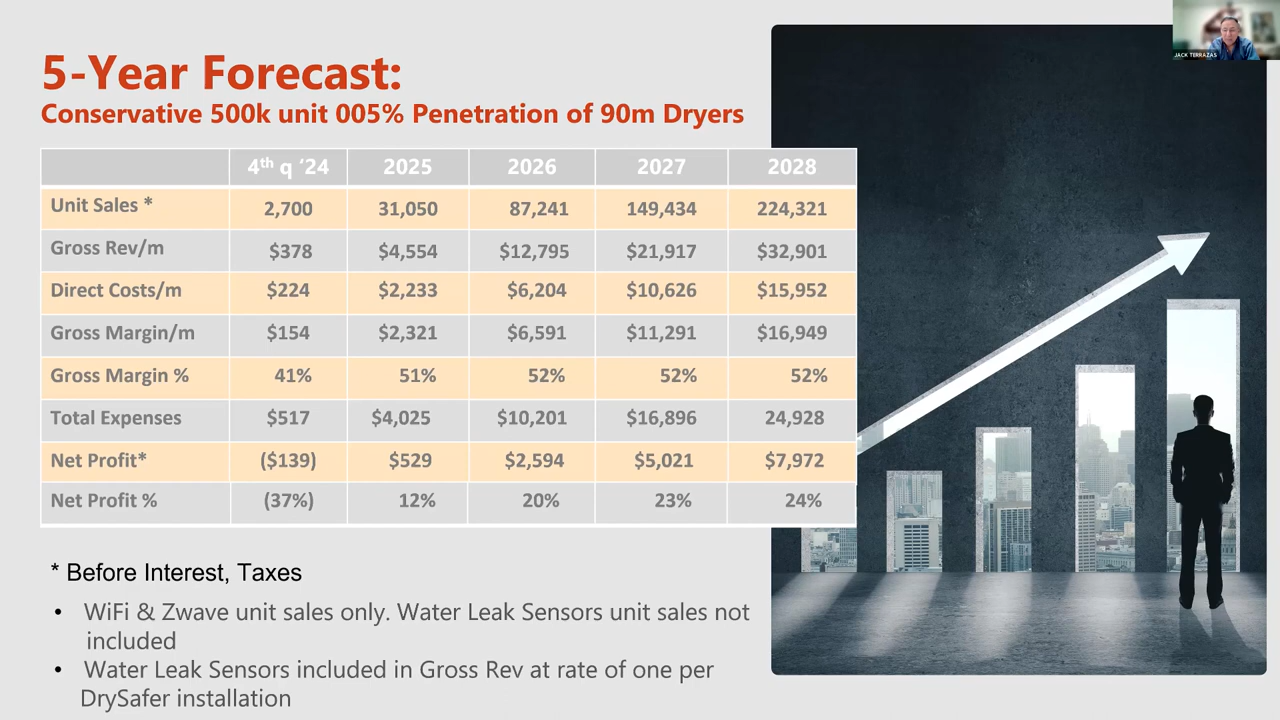 JACK TERRAZAS
5-Year Forecast:
Conservative 500k unit 005% Penetration of 90m Dryers
4th q ‘24 2025 2026 2027 2028
Unit Sales * 2,700 31,050 87,241 149,434 224,321
Gross Rev/m $378 $4,554 $12,795 $21,917 $32,901
Direct Costs/m $224 $2,233 $6,204 $10,626 $15,952
Gross Margin/m $154 $2,321 $6,591 $11,291 $16,949
Gross Margin % 41% 51% 52% 52% 52%
Total Expenses $517 $4,025 $10,201 $16,896 24,928
Net Profit* ($139) $529 $2,594 $5,021 $7,972
Net Profit % (37%) 12% 20% 23% 24%
* Before Interest, Taxes
• WiFi & Zwave unit sales only. Water Leak Sensors unit sales not
included
• Water Leak Sensors included in Gross Rev at rate of one per
DrySafer installation